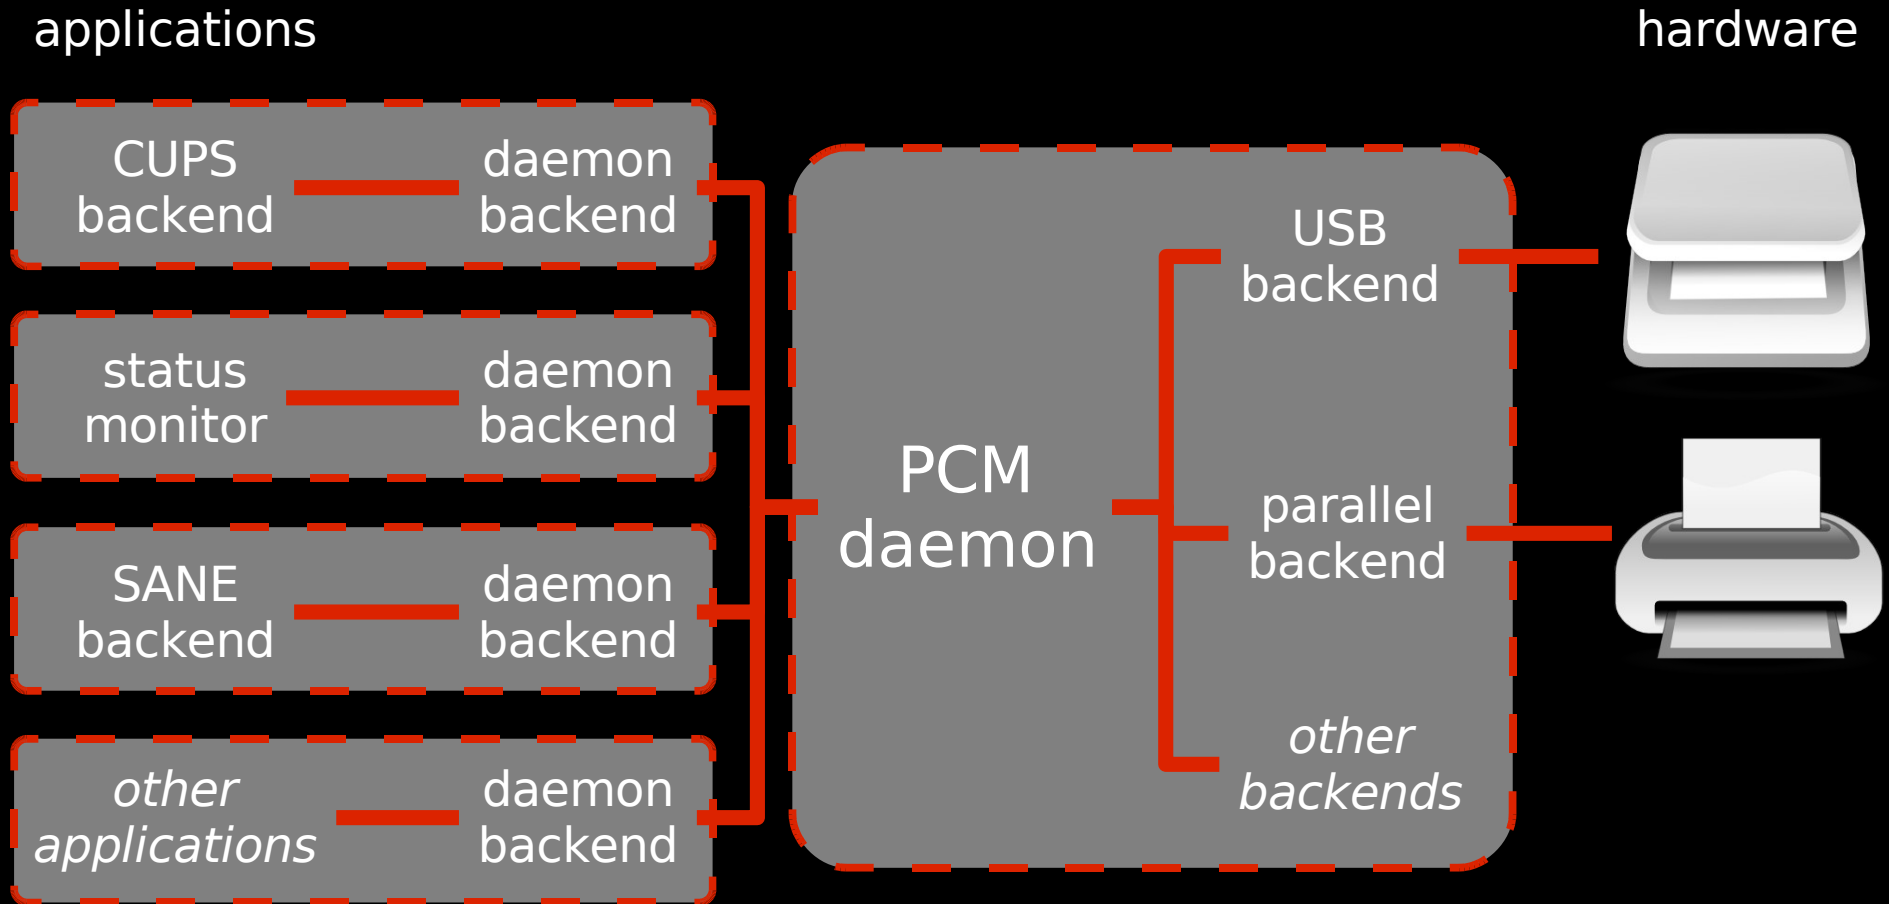 applications
hardware
CUPS
backend
daemon
backend
status
monitor
daemon
backend
SANE
backend
daemon
backend
other
applications
daemon
backend
PCM
daemon
USB
backend
parallel
backend
other
backends